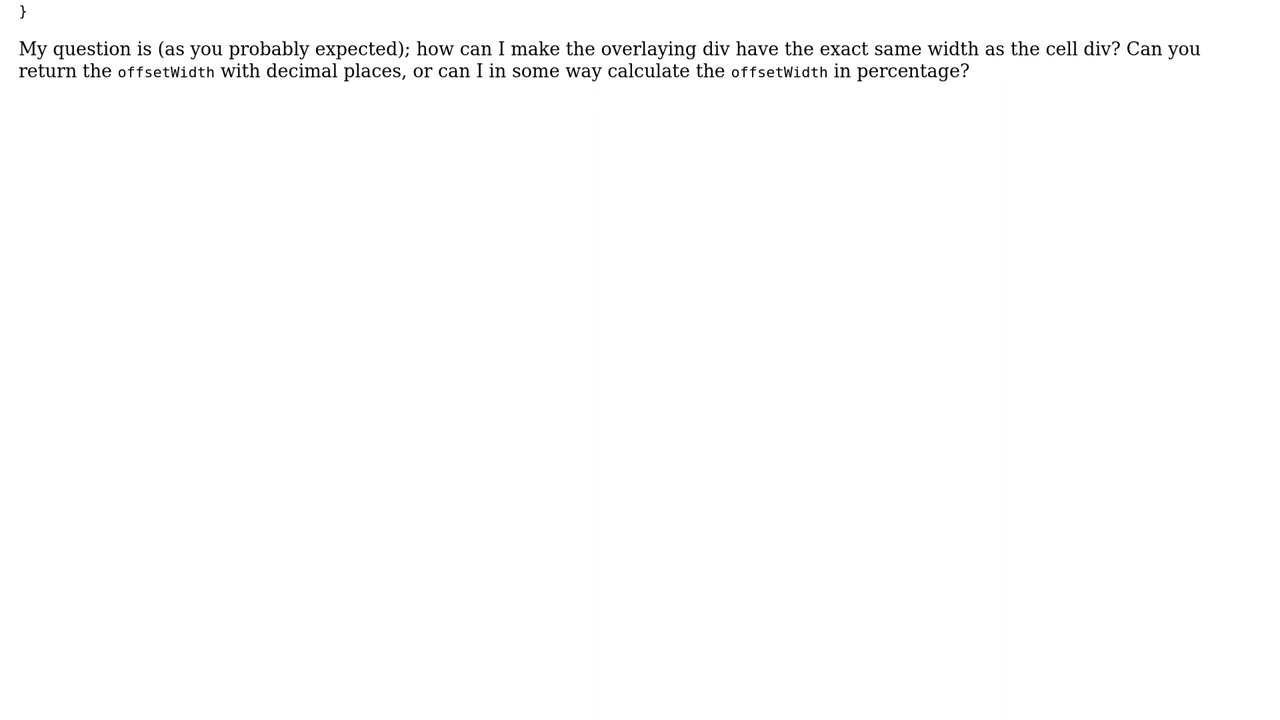 }
My question is (as you probably expected); how can I make the overlaying div have the exact same width as the cell div? Can you
return the offsetWidth with decimal places, or can I in some way calculate the offsetWidth in percentage?